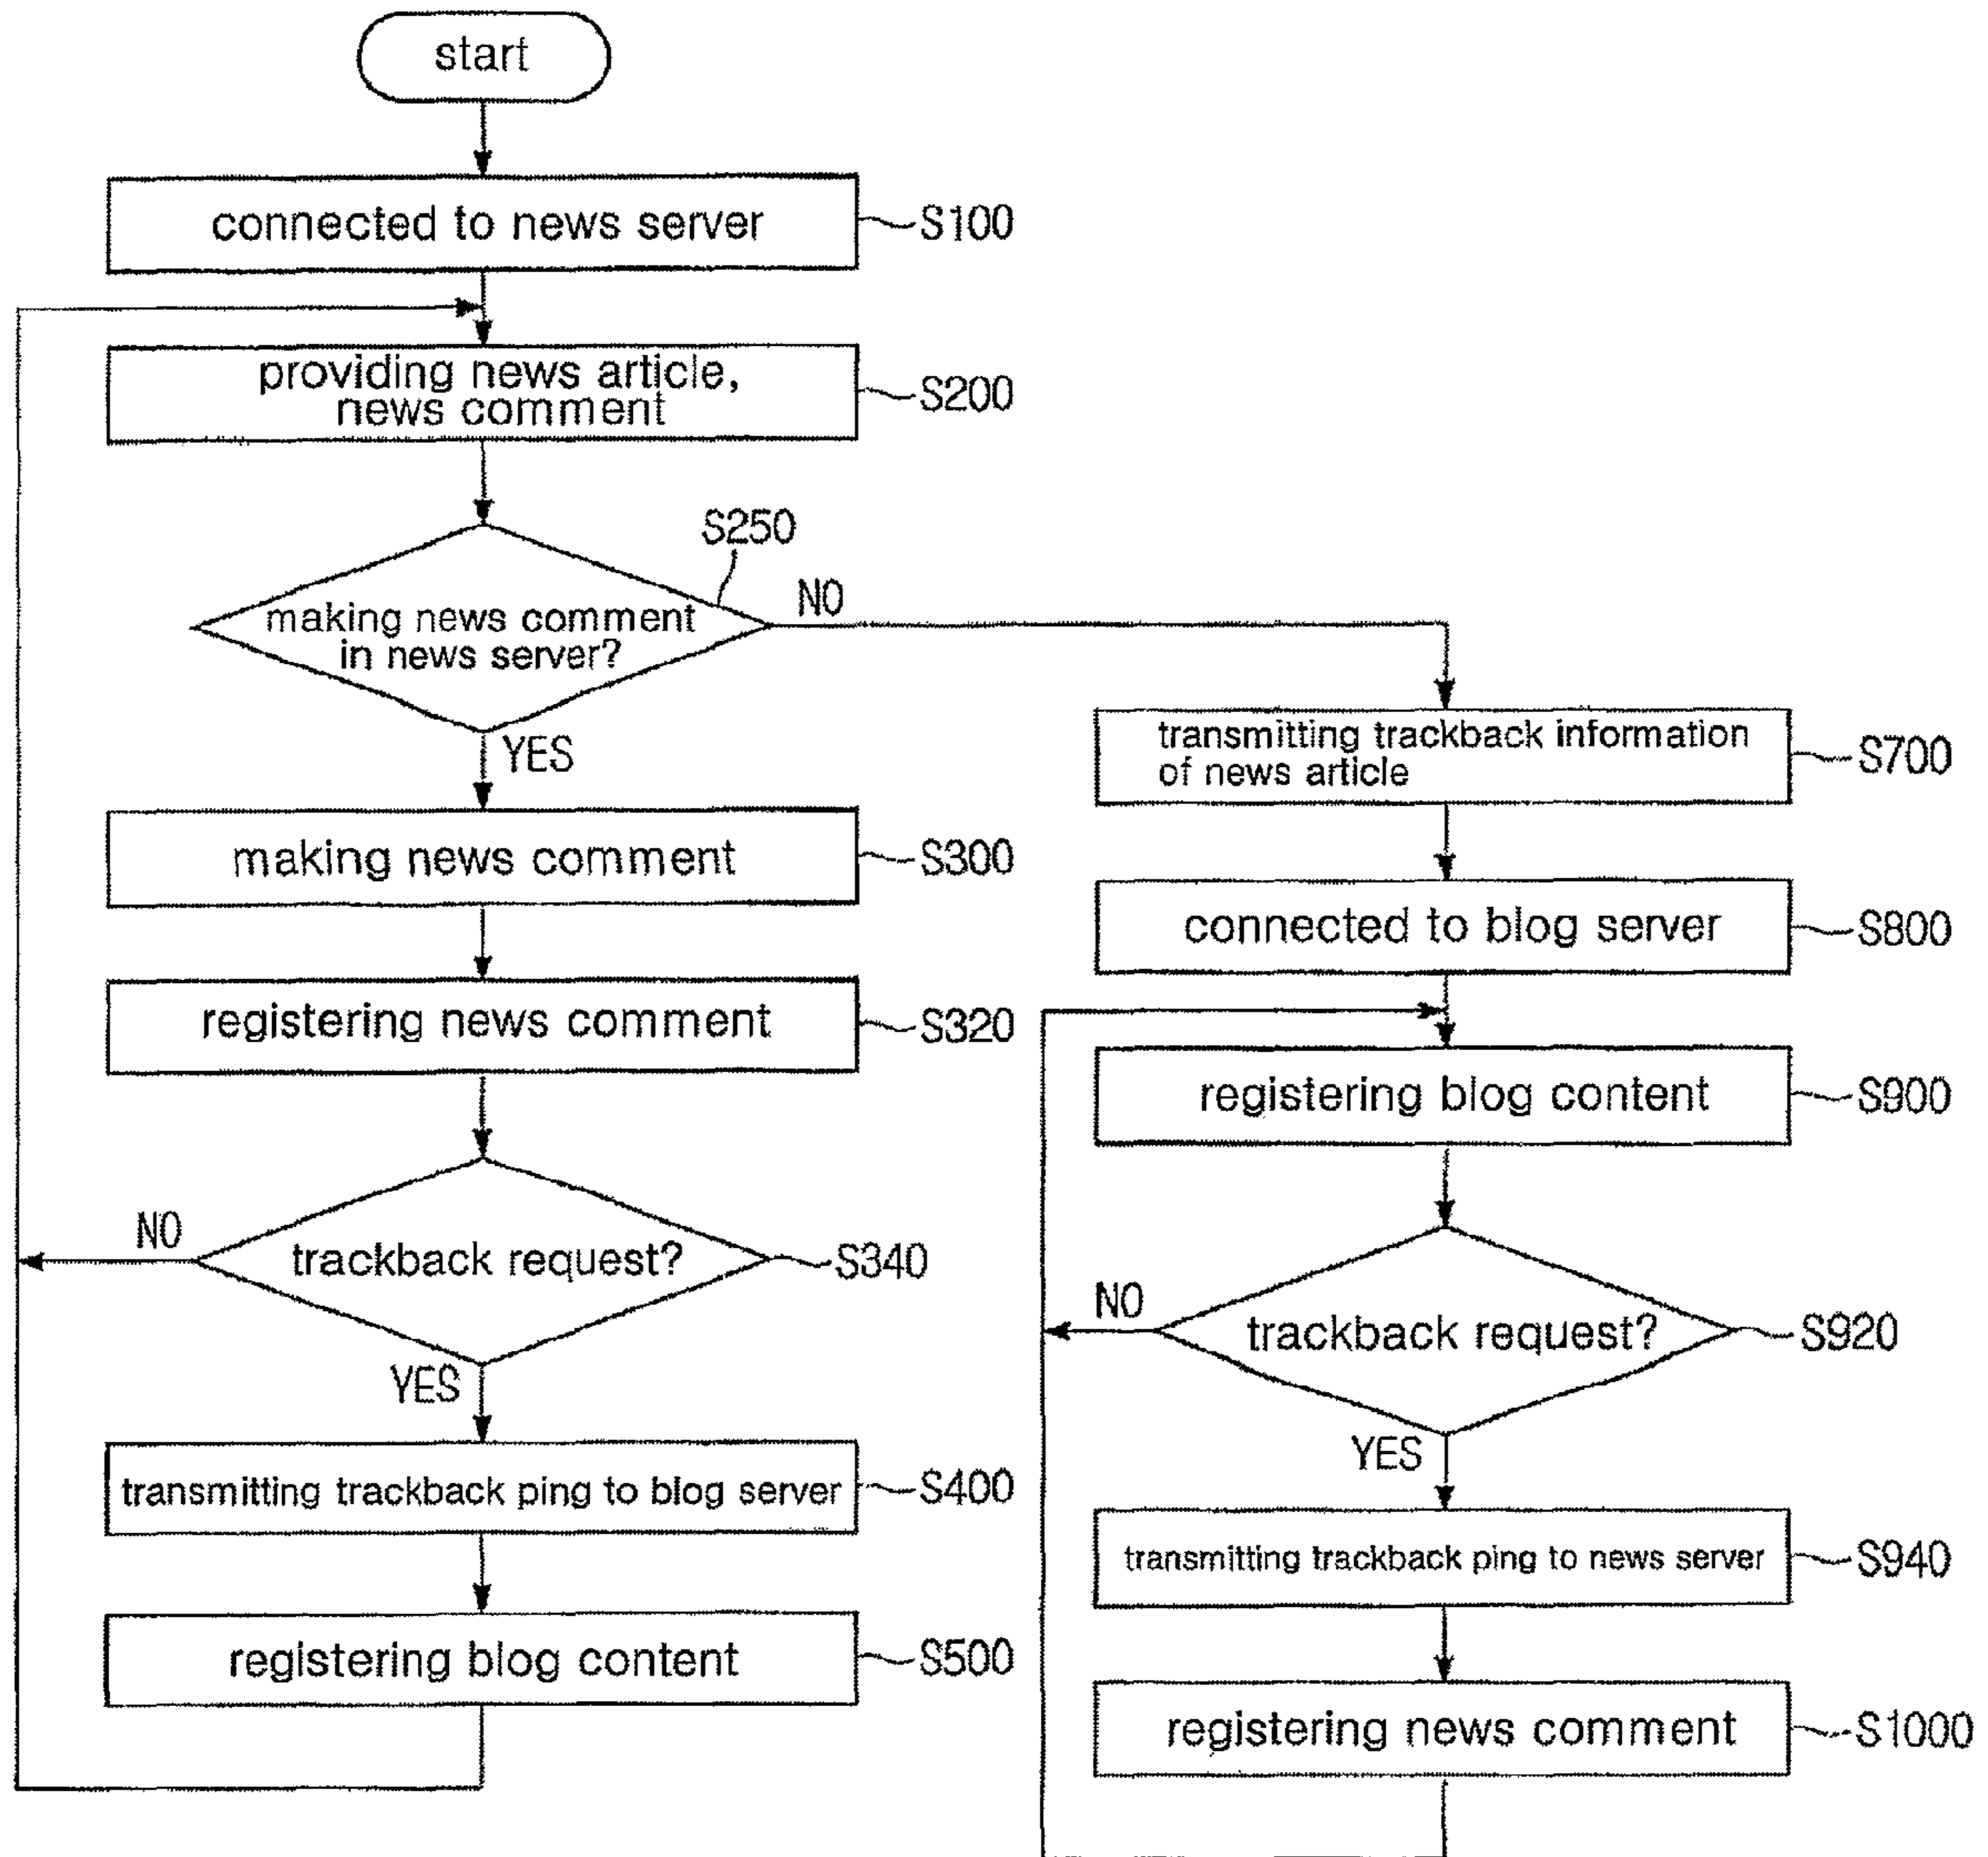 start
connected to news server
S100
providing news article,
news comment
S200
S250
making news comment
in news server?
NO
YES
making news comment
S300
registering news comment
S320
trackback request?
S340
NO
YES
transmitting trackback ping to blog server
S400
registering blog content
S500
transmitting trackback information
of news article
S700
connected to blog server
S800
registering blog content
S900
trackback request?
S920
NO
YES
transmitting trackback ping to news server
S940
registering news comment
S1000